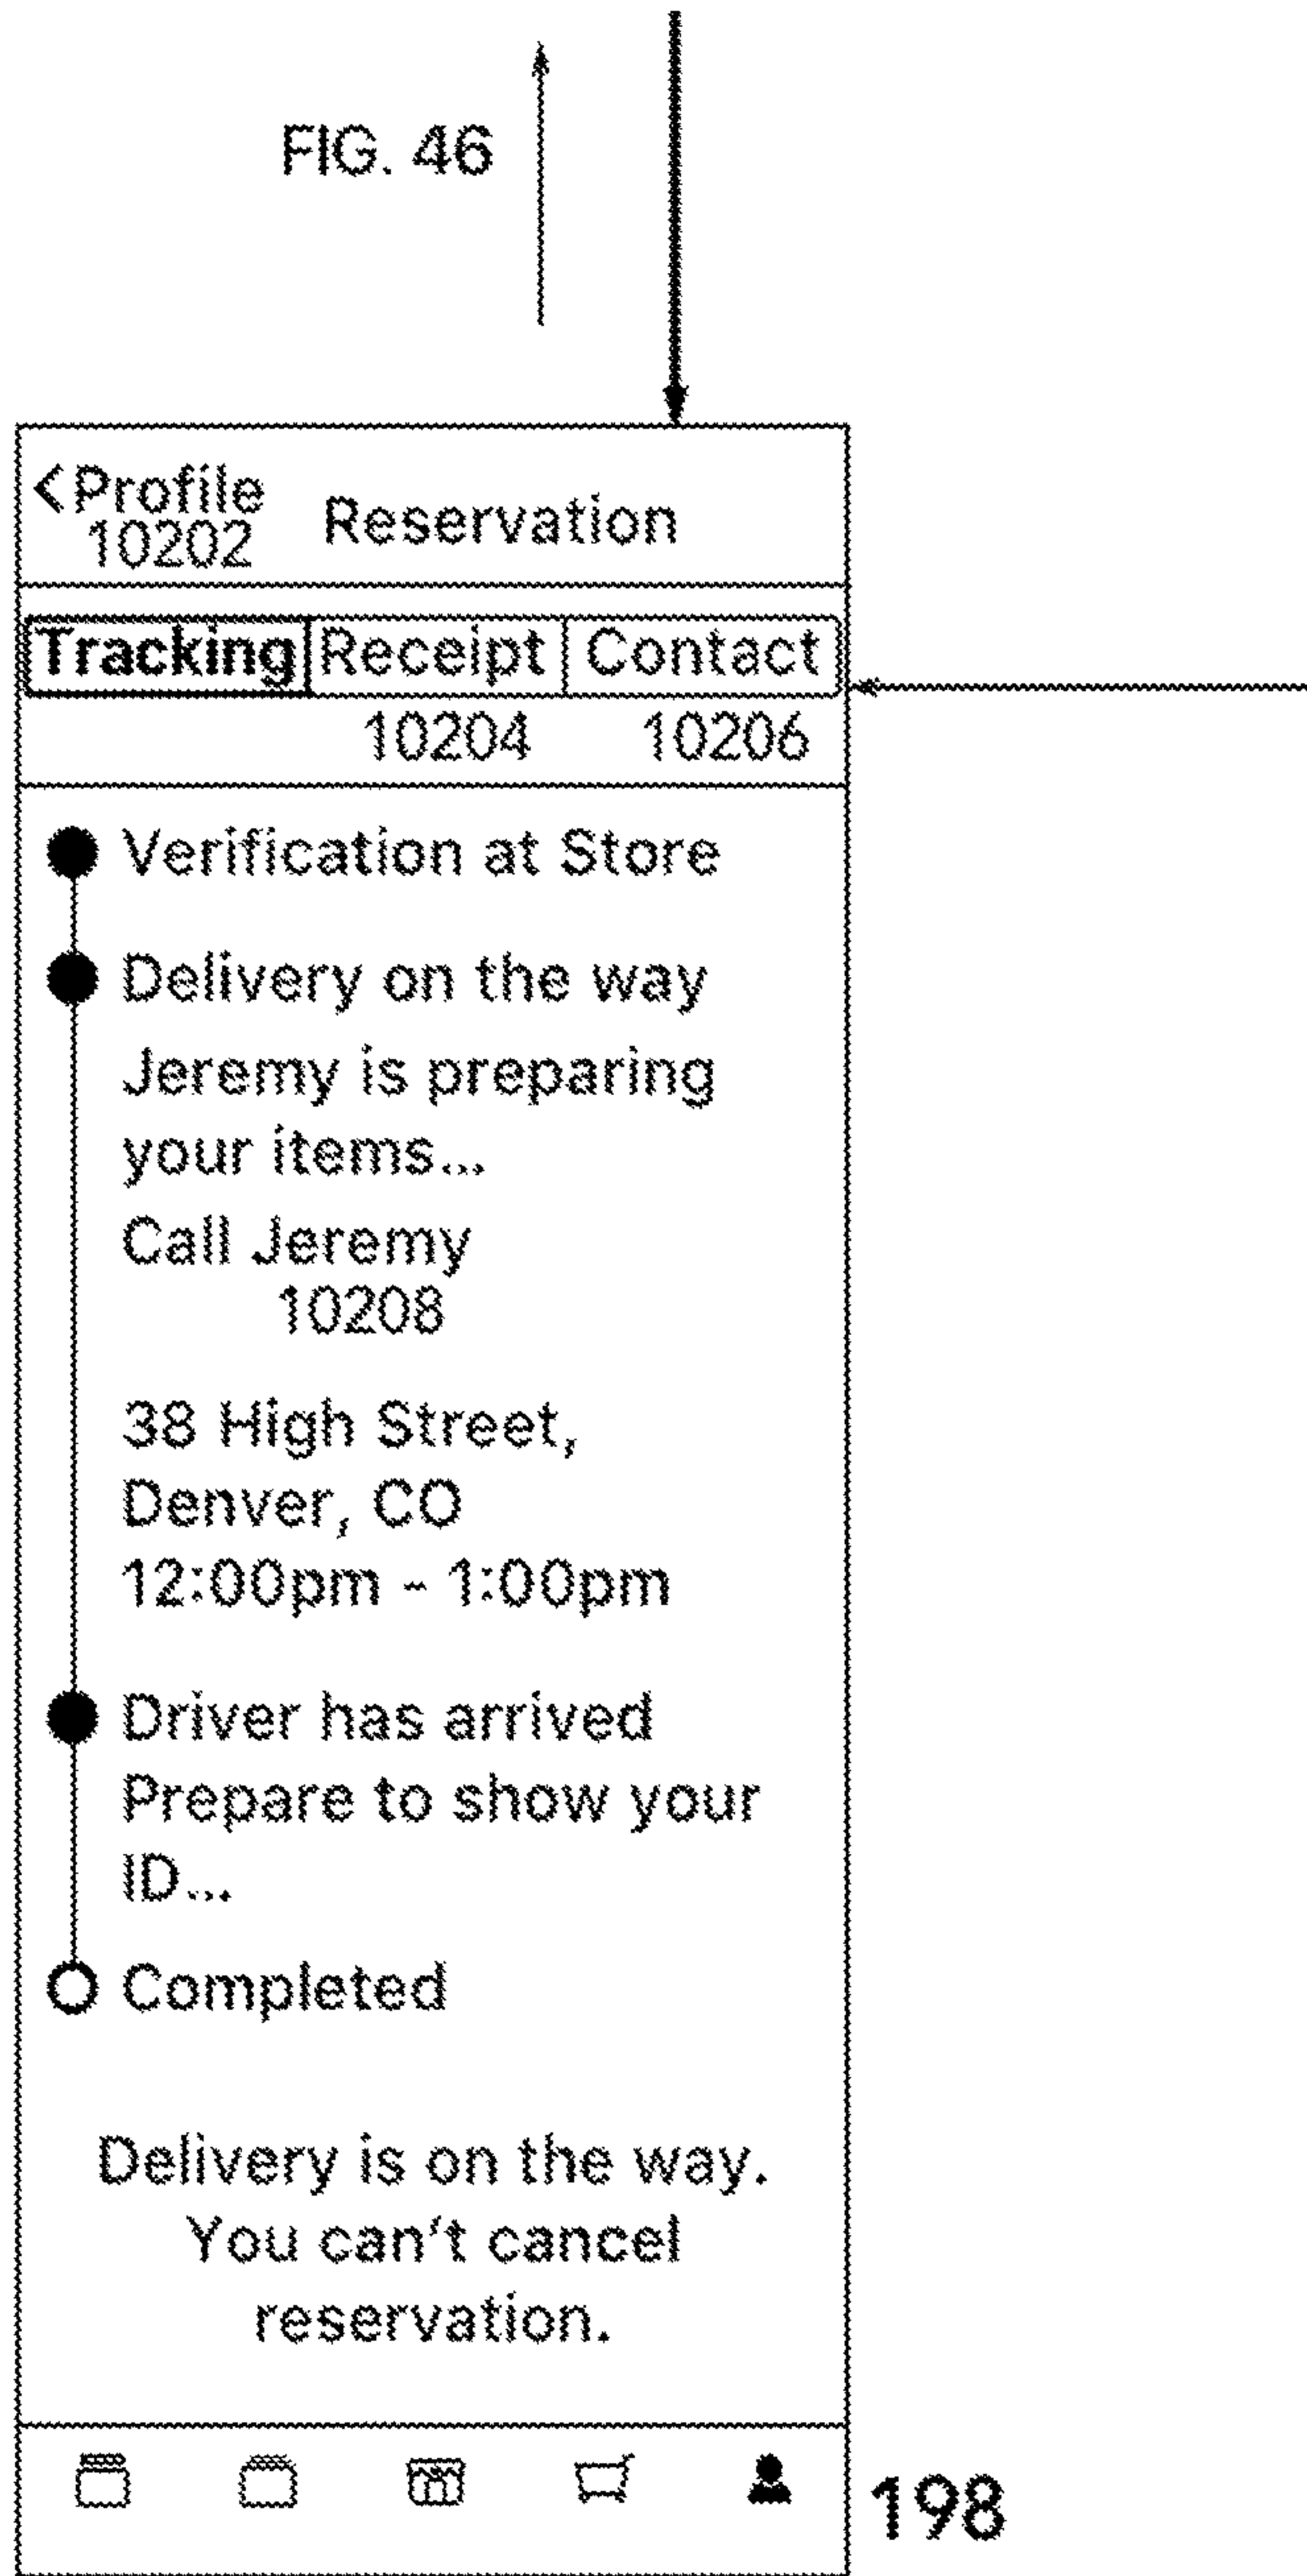 FIG. 46
<Profile
10202
Reservation
Tracking Receipt Contact
10204 10206
Verification at Store
Delivery on the way
Jeremy is preparing
your items...
Call Jeremy
10208
38 High Street,
Denver, CO
12:00pm - 1:00pm
Driver has arrived
Prepare to show your
ID...
Completed
Delivery is on the way.
You can't cancel
reservation.
198